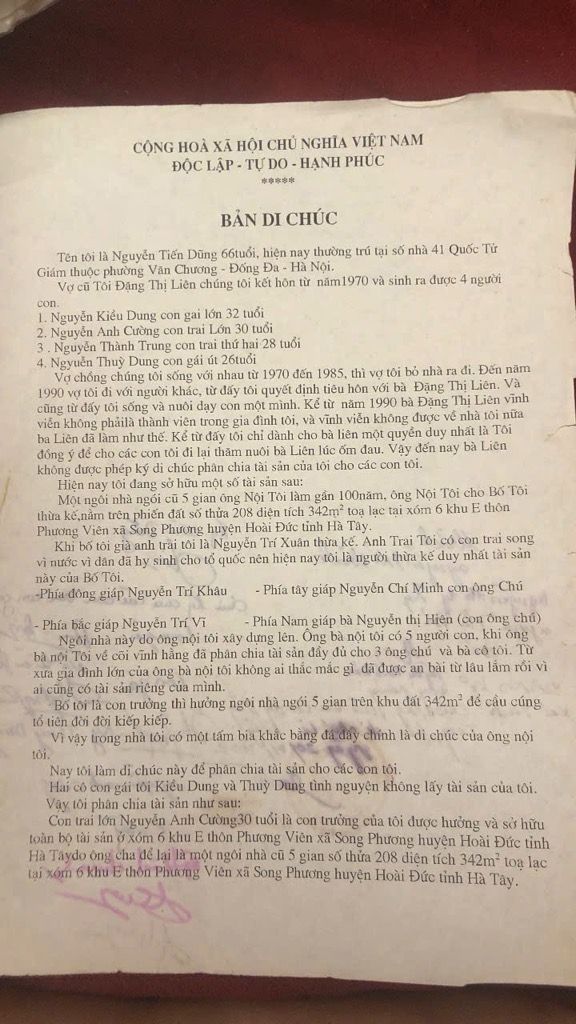 CỘNG HOÀ XÃ HỘI CHỦ NGHĨA VIỆT NAM
ĐỘC LẬP - TỰ DO - HẠNH PHÚC
*****
BẢN DI CHÚC
Tên tôi là Nguyễn Tiến Dũng 66tuổi, hiện nay thường trú tại số nhà 41 Quốc Tử
Giám thuộc phường Văn Chương - Đống Đa - Hà Nội.
Vợ cũ Tôi Đặng Thị Liên chúng tôi kết hôn từ năm1970 và sinh ra được 4 người
con.
1. Nguyễn Kiều Dung con gai lớn 32 tuổi
2. Nguyễn Anh Cường con trai Lớn 30 tuổi
3 . Nguyễn Thành Trung con trai thứ hai 28 tuổi
4. Ngyuễn Thuỳ Dung con gái út 26tuổi
Vợ chồng chúng tôi sống với nhau từ 1970 đến 1985, thì vợ tôi bỏ nhà ra đi. Đến năm
1990 vợ tôi đi với người khác, từ đấy tôi quyết định tiêu hôn với bà Đặng Thị Liên. Và
cũng từ đấy tôi sống và nuôi dạy con một mình. Kể từ năm 1990 bà Đặng Thị Liên vĩnh
viễn không phảilà thành viên trong gia đình tôi, và vĩnh viễn không được về nhà tôi nữa
ba Liên đã làm như thế. Kể từ đấy tôi chỉ dành cho bà liên một quyền duy nhất là Tôi
đồng ý để cho các con tôi đi lại thăm nuôi bà Liên lúc ốm đau. Vậy đến nay bà Liên
không được phép ký di chúc phân chia tài sản của tôi cho các con tôi.
Hiện nay tôi đang sở hữu một số tài sản sau:
Một ngôi nhà ngói cũ 5 gian ông Nội Tôi làm gần 100năm, ông Nội Tôi cho Bố Tôi
thừa kế,nằm trên phiến đất số thửa 208 diện tích 342m² toạ lạc tại xóm 6 khu E thôn
Phương Viên xã Song Phương huyện Hoài Đức tỉnh Hà Tây.
Khi bố tôi già anh trai tôi là Nguyễn Trí Xuân thừa kế. Anh Trai Tôi có con trai song
vì nước vì dân đã hy sinh cho tổ quốc nên hiện nay tôi là người thừa kế duy nhất tài sản
này của Bố Tôi.
-Phía đông giáp Nguyễn Trí Khâu - Phía tây giáp Nguyễn Chí Minh con ông Chú
- Phía bắc giáp Nguyễn Trí Vĩ - Phía Nam giáp bà Nguyễn thị Hiên (con ông chú)
Ngôi nhà này do ông nội tôi xây dựng lên. Ông bà nội tôi có 5 người con, khi ông
bà nội Tôi về cõi vĩnh hằng đã phân chia tài sản đầy đủ cho 3 ông chú và bà cô tôi. Từ
xưa gia đình lớn của ông bà nội tôi không ai thắc mắc gì đã được an bài từ lâu lắm rồi vì
ai cũng có tài sản riêng của mình.
Bố tôi là con trưởng thì hưởng ngôi nhà ngói 5 gian trên khu đất 342m² để cầu cúng
tổ tiên đời đời kiếp kiếp.
Vì vậy trong nhà tôi có một tấm bia khắc bằng đá đấy chính là di chúc của ông nội
tôi.
Nay tôi làm di chúc này để phân chia tài sản cho các con tôi.
Hai cô con gái tôi Kiều Dung và Thuỳ Dung tình nguyện không lấy tài sản của tôi.
Vậy tôi phân chia tài sản như sau:
Con trai lớn Nguyễn Anh Cường30 tuổi là con trưởng của tôi được hưởng và sở hữu
toàn bộ tài sản ở xóm 6 khu E thôn Phương Viên xã Song Phương huyện Hoài Đức tỉnh
Hà Tâydo ông cha để lại là một ngôi nhà cũ 5 gian số thửa 208 diện tích 342m² toạ lạc
tại xóm 6 khu E thôn Phương Viên xã Song Phương huyện Hoài Đức tỉnh Hà Tây.